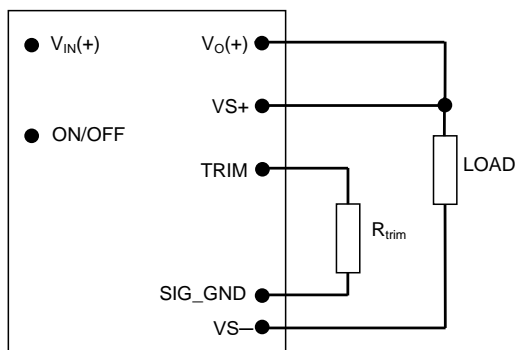 V_IN(+)
V_O(+)
VS+
ON/OFF
TRIM
LOAD
R_trim
SIG_GND
VS─